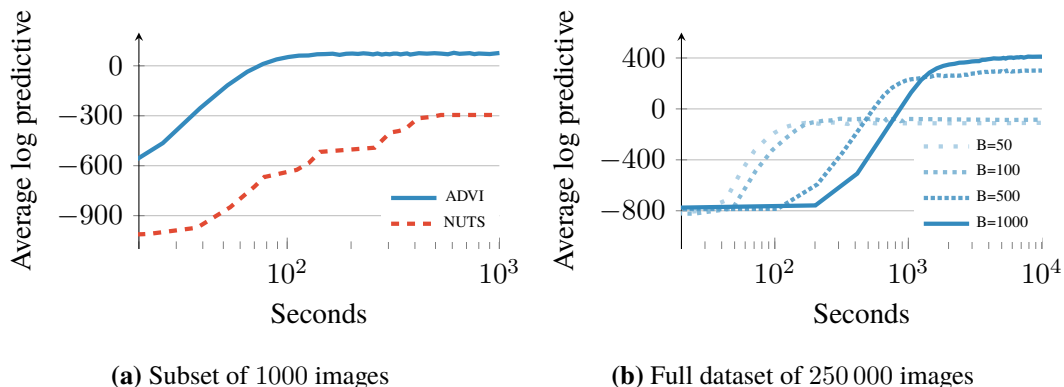 Average log predictive
0
−300
−600
−900
ADVI
NUTS
10^2
10^3
Seconds
(a) Subset of 1000 images
Average log predictive
400
0
−400
−800
B=50
B=100
B=500
B=1000
10^2
10^3
10^4
Seconds
(b) Full dataset of 250 000 images